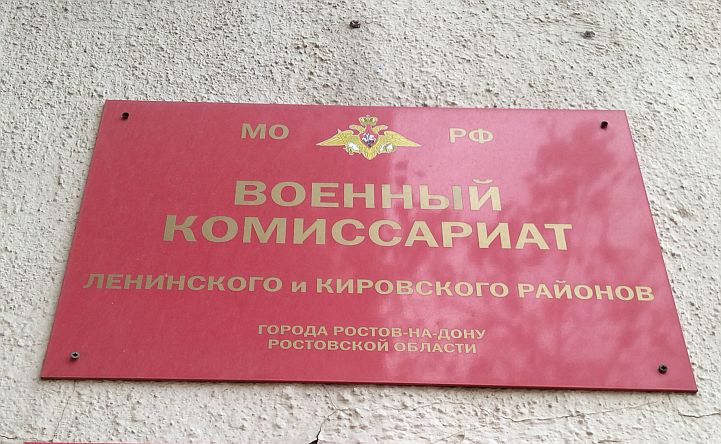 МО РФ
ВОЕННЫЙ
КОМИССАРИАТ
ЛЕНИНСКОГО и КИРОВСКОГО РАЙОНОВ
ГОРОДА РОСТОВ-НА-ДОНУ
РОСТОВСКОЙ ОБЛАСТИ